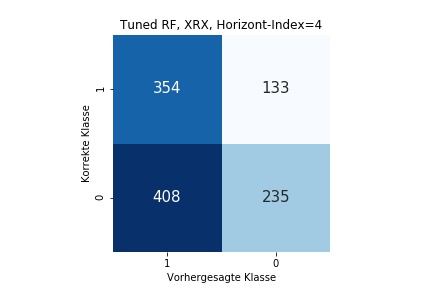 Tuned RF, XRX, Horizont-Index=4
Korrekte Klasse
1
354
133
0
408
235
1
0
Vorhergesagte Klasse